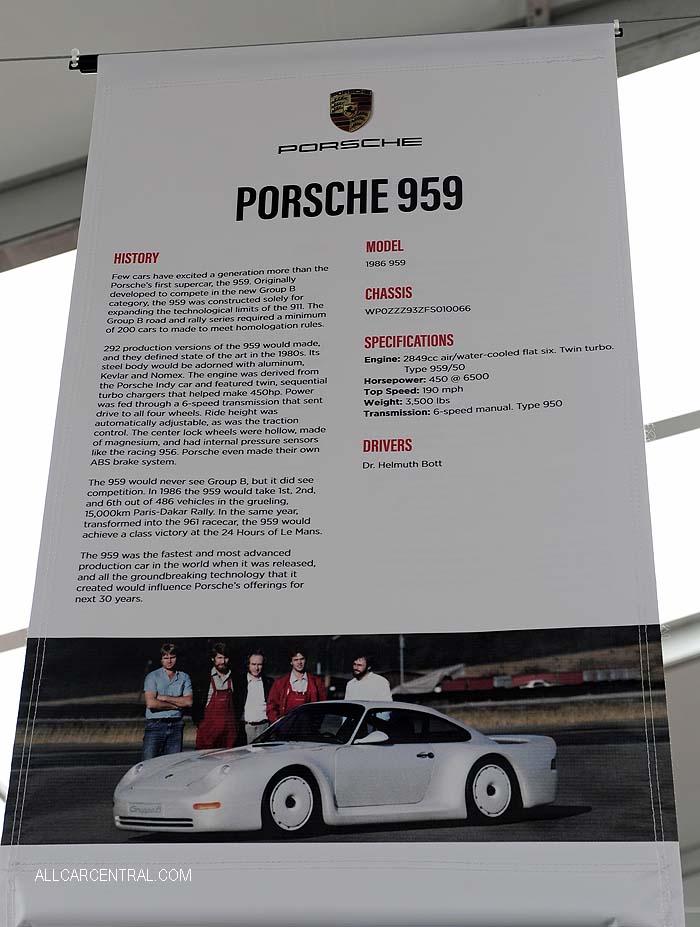 PORSCHE
PORSCHE 959
HISTORY
Few cars have excited a generation more than the
Porsche's first supercar, the 959. Originally
developed to compete in the new Group B
category, the 959 was constructed solely for
expanding the technological limits of the 911. The
Group B road and rally series required a minimum
of 200 cars to made to meet homologation rules.
292 production versions of the 959 would made,
and they defined state of the art in the 1980s. Its
steel body would be adorned with aluminum,
Kevlar and Nomex. The engine was derived from
the Porsche Indy car and featured twin, sequential
turbo chargers that helped make 450hp. Power
was fed through a 6-speed transmission that sent
drive to all four wheels. Ride height was
automatically adjustable, as was the traction
control. The center lock wheels were hollow, made
of magnesium, and had internal pressure sensors
like the racing 956. Porsche even made their own
ABS brake system.
The 959 would never see Group B, but it did see
competition. In 1986 the 959 would take 1st, 2nd,
and 6th out of 486 vehicles in the grueling,
15,000km Paris-Dakar Rally. In the same year,
transformed into the 961 racecar, the 959 would
achieve a class victory at the 24 Hours of Le Mans.
The 959 was the fastest and most advanced
production car in the world when it was released,
and all the groundbreaking technology that it
created would influence Porsche's offerings for
next 30 years.
MODEL
1986 959
CHASSIS
WP0ZZZ93ZFS010066
SPECIFICATIONS
Engine: 2849cc air/water-cooled flat six. Twin turbo.
Type 959/50
Horsepower: 450 @ 6500
Top Speed: 190 mph
Weight: 3,500 lbs
Transmission: 6-speed manual. Type 950
DRIVERS
Dr. Helmuth Bott
Gruppe B
ALLCARCENTRAL.COM